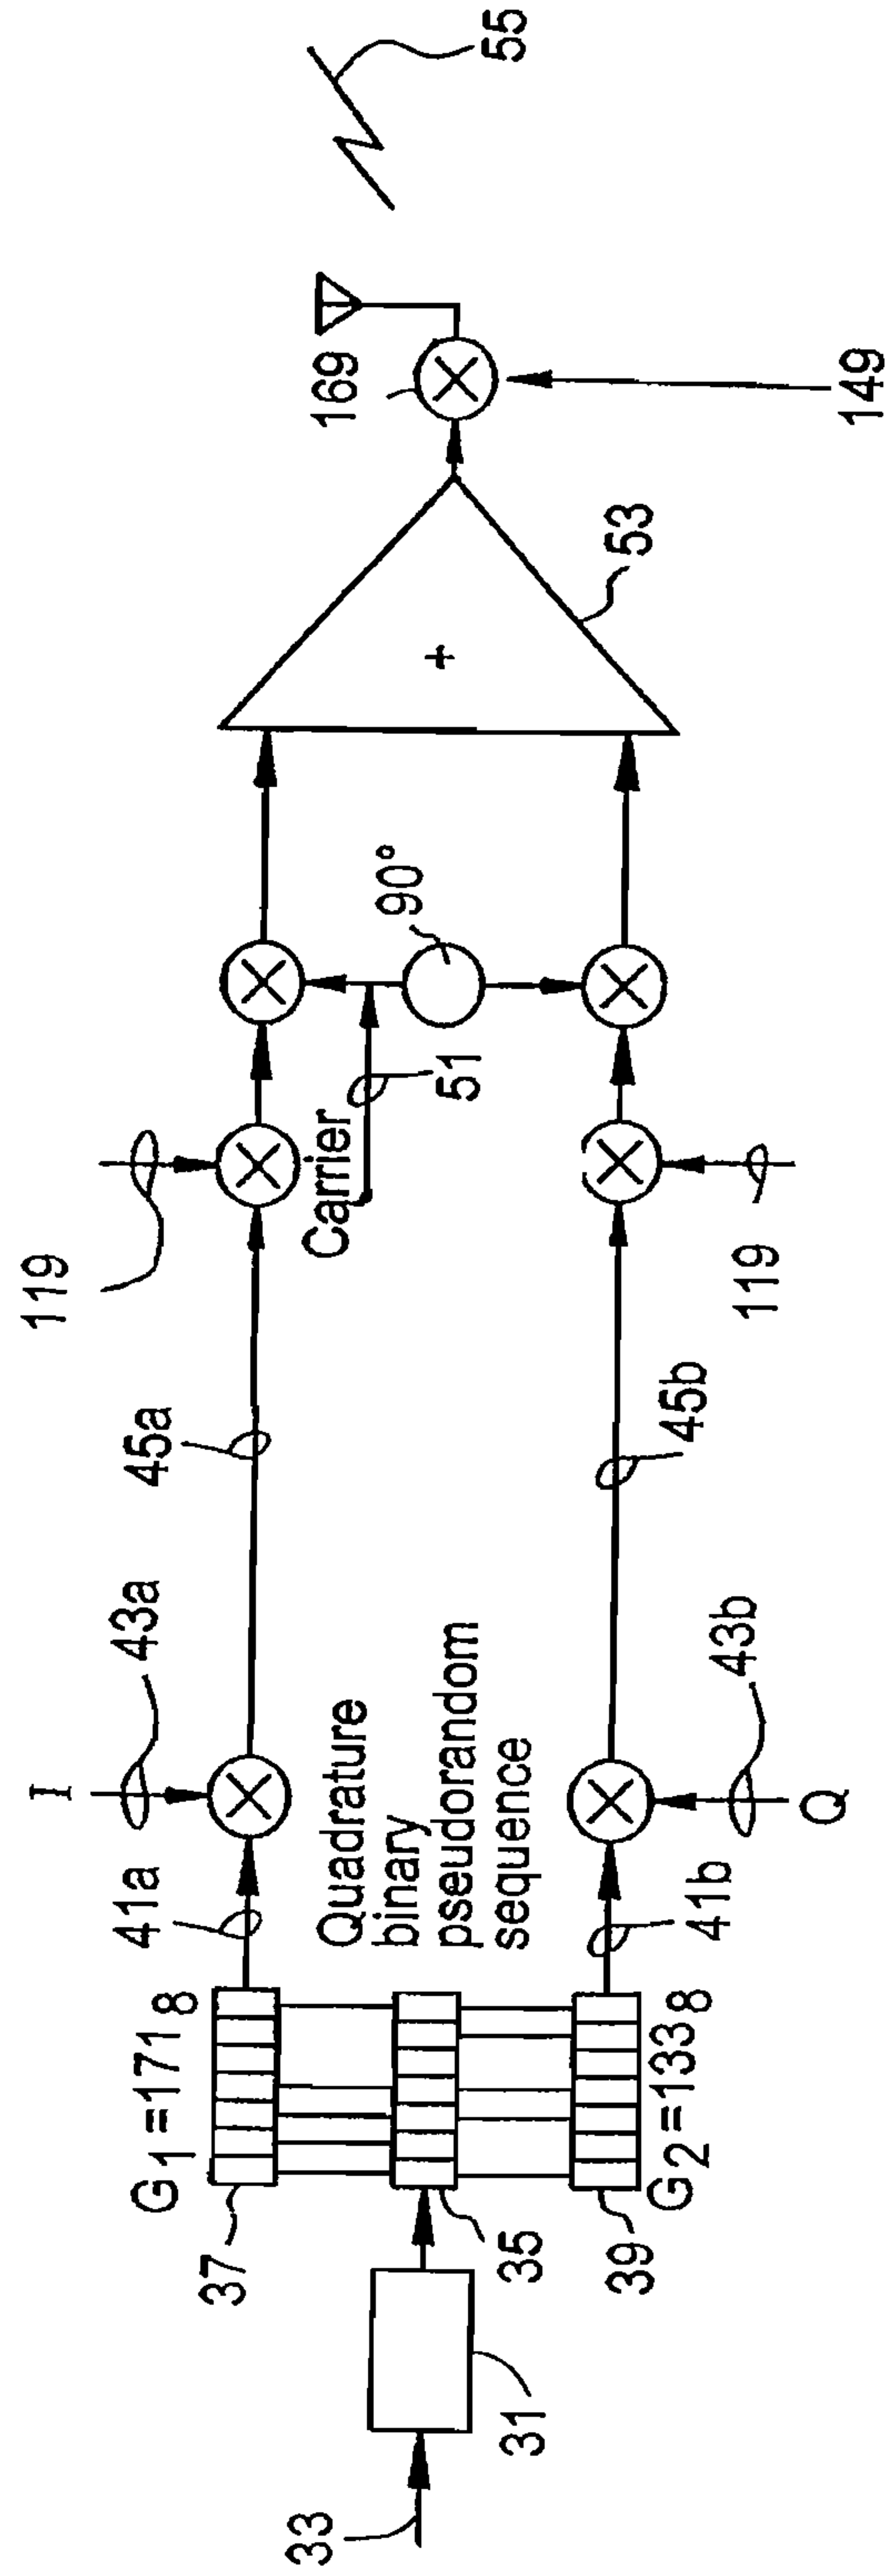 33
31
37
35
39
G1 = 171 8
G2 = 133 8
41a
41b
I
43a
Q
43b
Quadrature
binary
pseudorandom
sequence
45a
45b
119
119
Carrier
51
90°
+
53
169
149
55